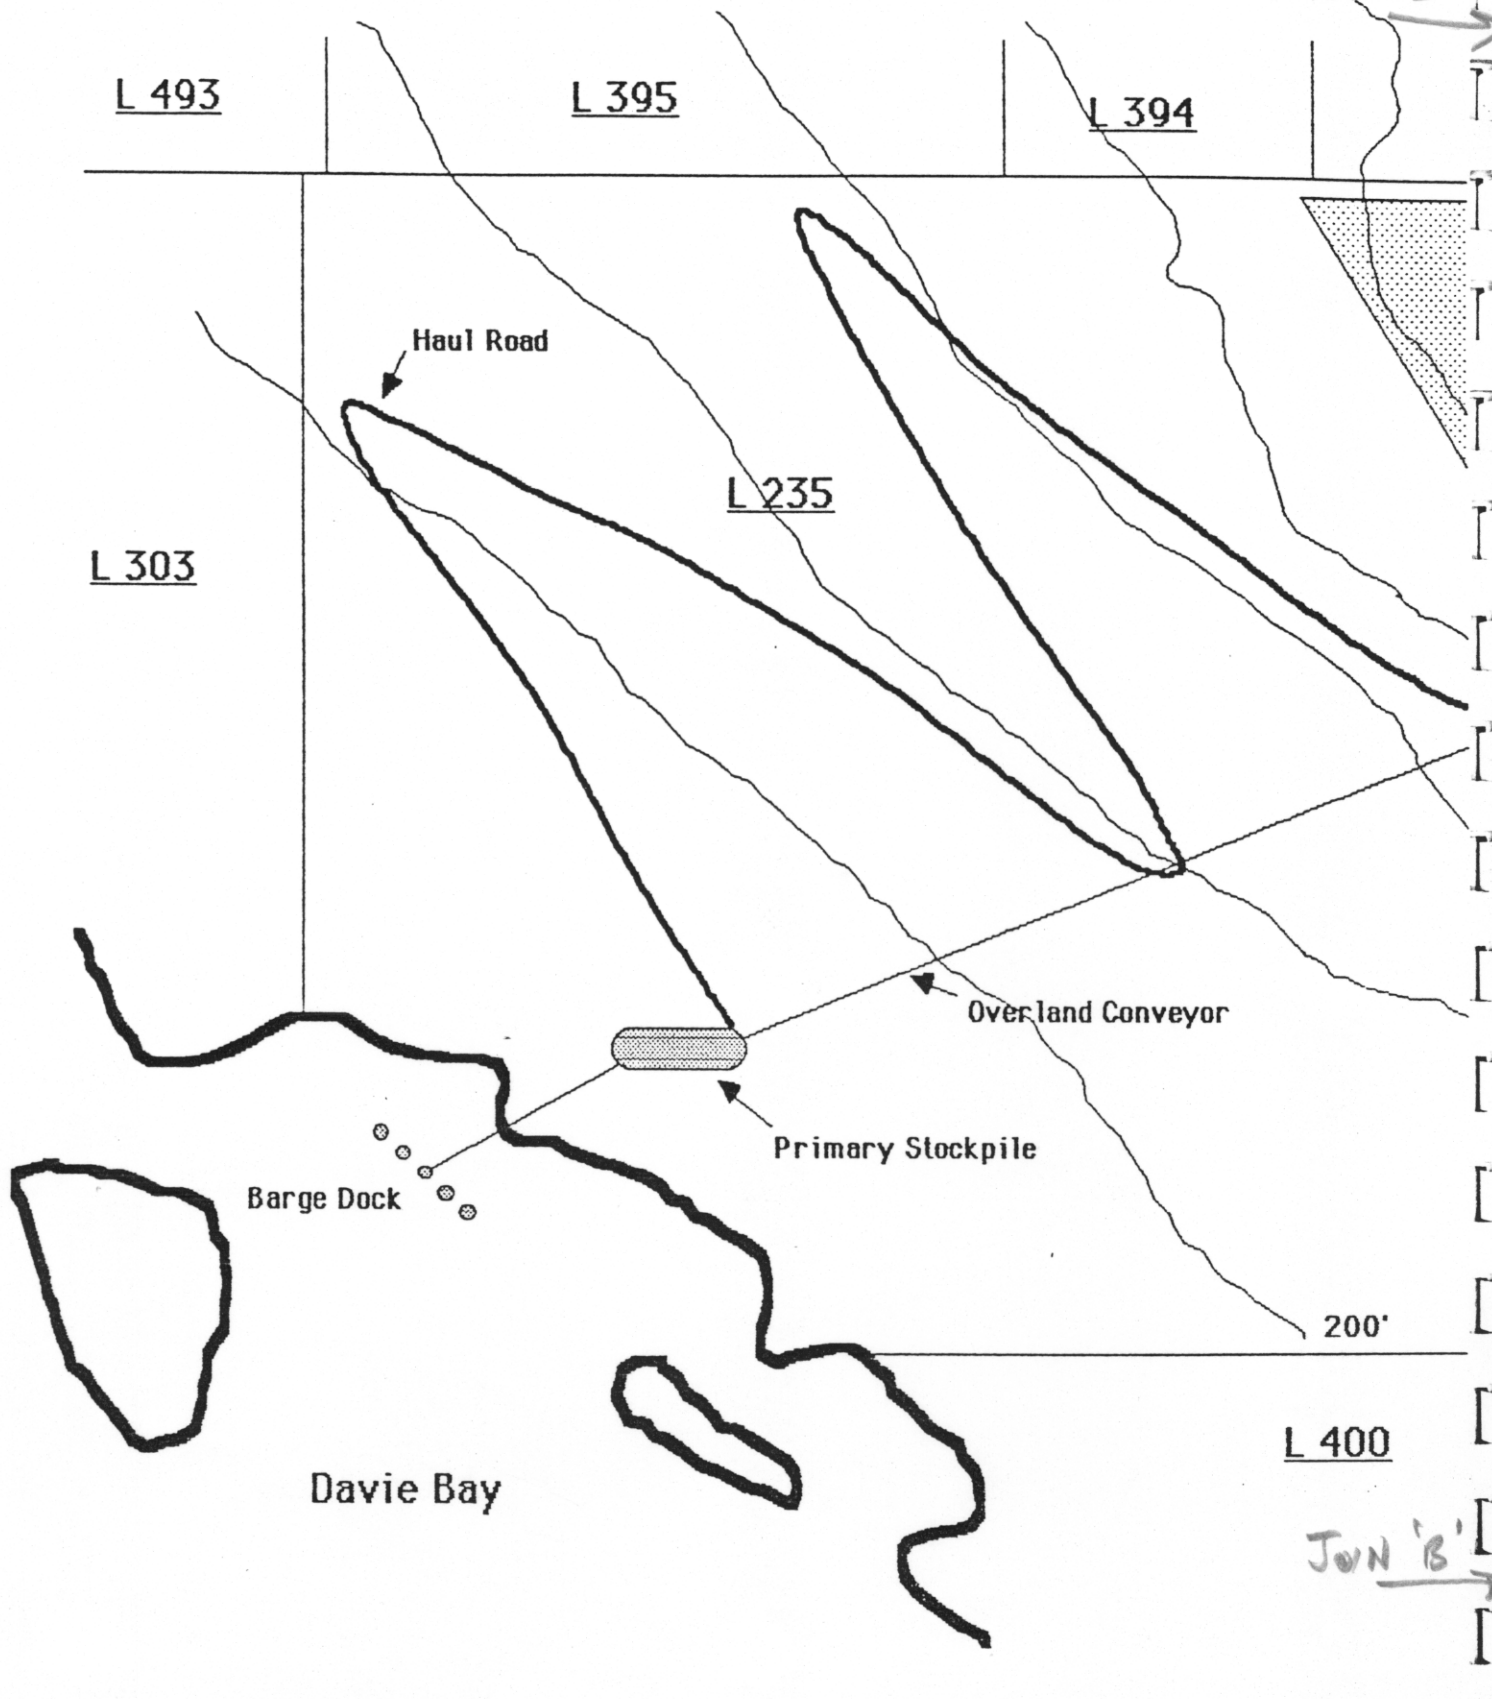 L 493
L 395
L 394
Haul Road
L 235
L 303
Overland Conveyor
Primary Stockpile
Barge Dock
200'
L 400
Davie Bay
JOIN 'B'